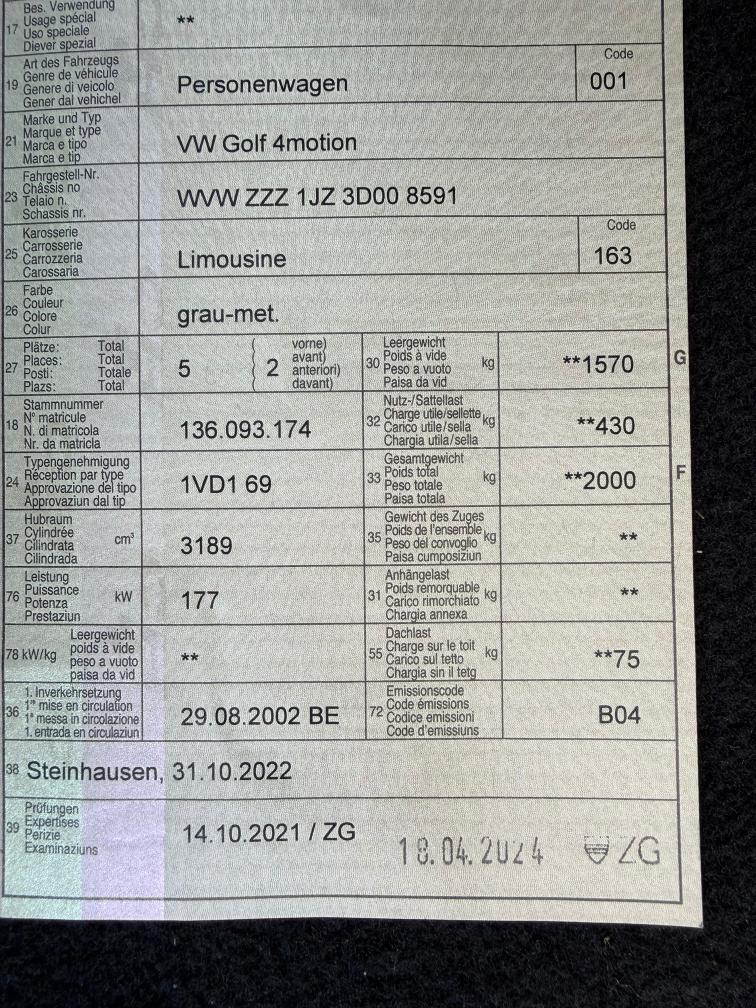 Bes. Verwendung
17 Usage spécial **
Uso speciale
Diever spezial
Art des Fahrzeugs Code
19 Genre de véhicule Personenwagen 001
Genere di veicolo
Gener dal vehichel
Marke und Typ
21 Marque et type VW Golf 4motion
Marca e tipo
Marca e tip
Fahrgestell-Nr.
23 Châssis no WVW ZZZ 1JZ 3D00 8591
Telaio n.
Schassis nr.
Karosserie Code
25 Carrosserie Limousine 163
Carrozzeria
Carossaria
Farbe
26 Couleur grau-met.
Colore
Colur
Plätze: Total vorne) Leergewicht
27 Places: Total 5 ( 2 avant) 30 Poids à vide kg **1570 G
Posti: Totale anteriori) Peso a vuoto
Plazs: Total davant) Paisa da vid
Stammnummer Nutz-/Sattellast
18 N° matricule 136.093.174 32 Charge utile/sellette kg **430
N. di matricola Carico utile/sella
Nr. da matricla Chargia utila/sella
Typengenehmigung Gesamtgewicht
24 Réception par type 1VD1 69 33 Poids total kg **2000 F
Approvazione del tipo Peso totale
Approvaziun dal tip Paisa totala
Hubraum Gewicht des Zuges
37 Cylindrée cm³ 3189 35 Poids de l'ensemble kg **
Cilindrata Peso del convoglio
Cilindrada Paisa cumposiziun
Leistung Anhängelast
76 Puissance kW 177 31 Poids remorquable kg **
Potenza Carico rimorchiato
Prestaziun Chargia annexa
Leergewicht Dachlast
78 kW/kg poids à vide ** 55 Charge sur le toit kg **75
peso a vuoto Carico sul tetto
paisa da vid Chargia sin il tetg
1. Inverkehrsetzung Emissionscode
36 1re mise en circulation 29.08.2002 BE 72 Code émissions B04
1a messa in circolazione Codice emissioni
1. entrada en circulaziun Code d'emissiuns
38 Steinhausen, 31.10.2022
Prüfungen
39 Expertises 14.10.2021 / ZG 18.04.2024 ZG
Perizie
Examinaziuns